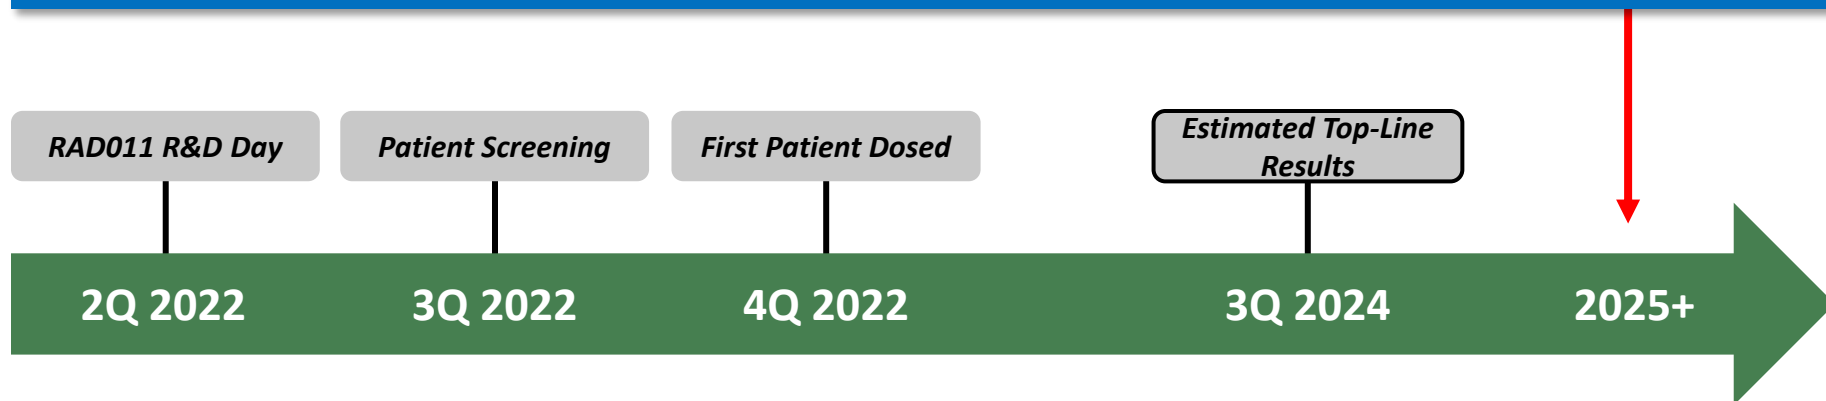 RAD011 R&D Day
Patient Screening
First Patient Dosed
Estimated Top-Line
Results
2Q 2022
3Q 2022
4Q 2022
3Q 2024
2025+